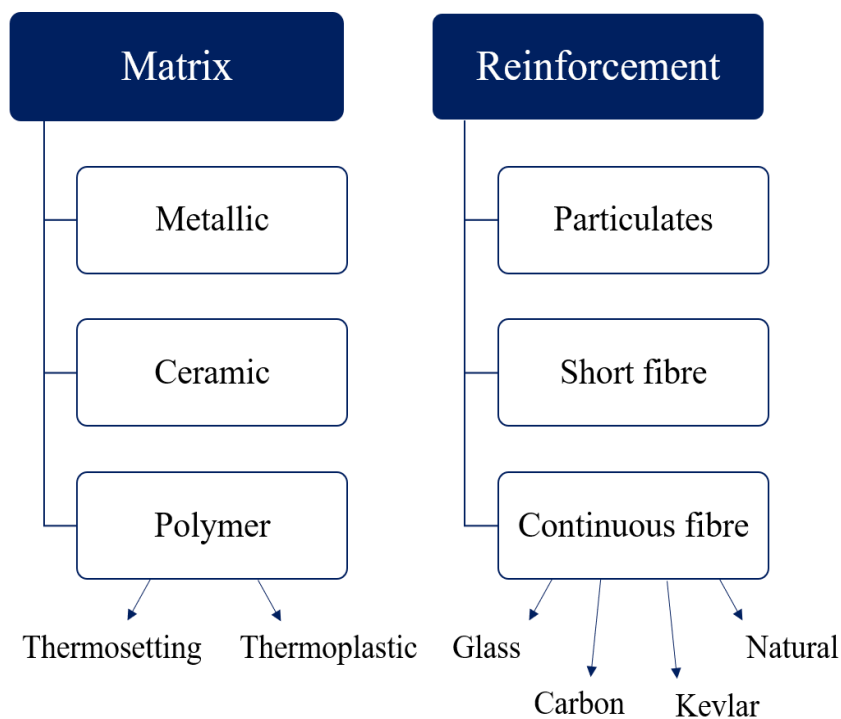 Matrix
Metallic
Ceramic
Polymer
Thermosetting
Thermoplastic
Reinforcement
Particulates
Short fibre
Continuous fibre
Glass
Carbon
Kevlar
Natural